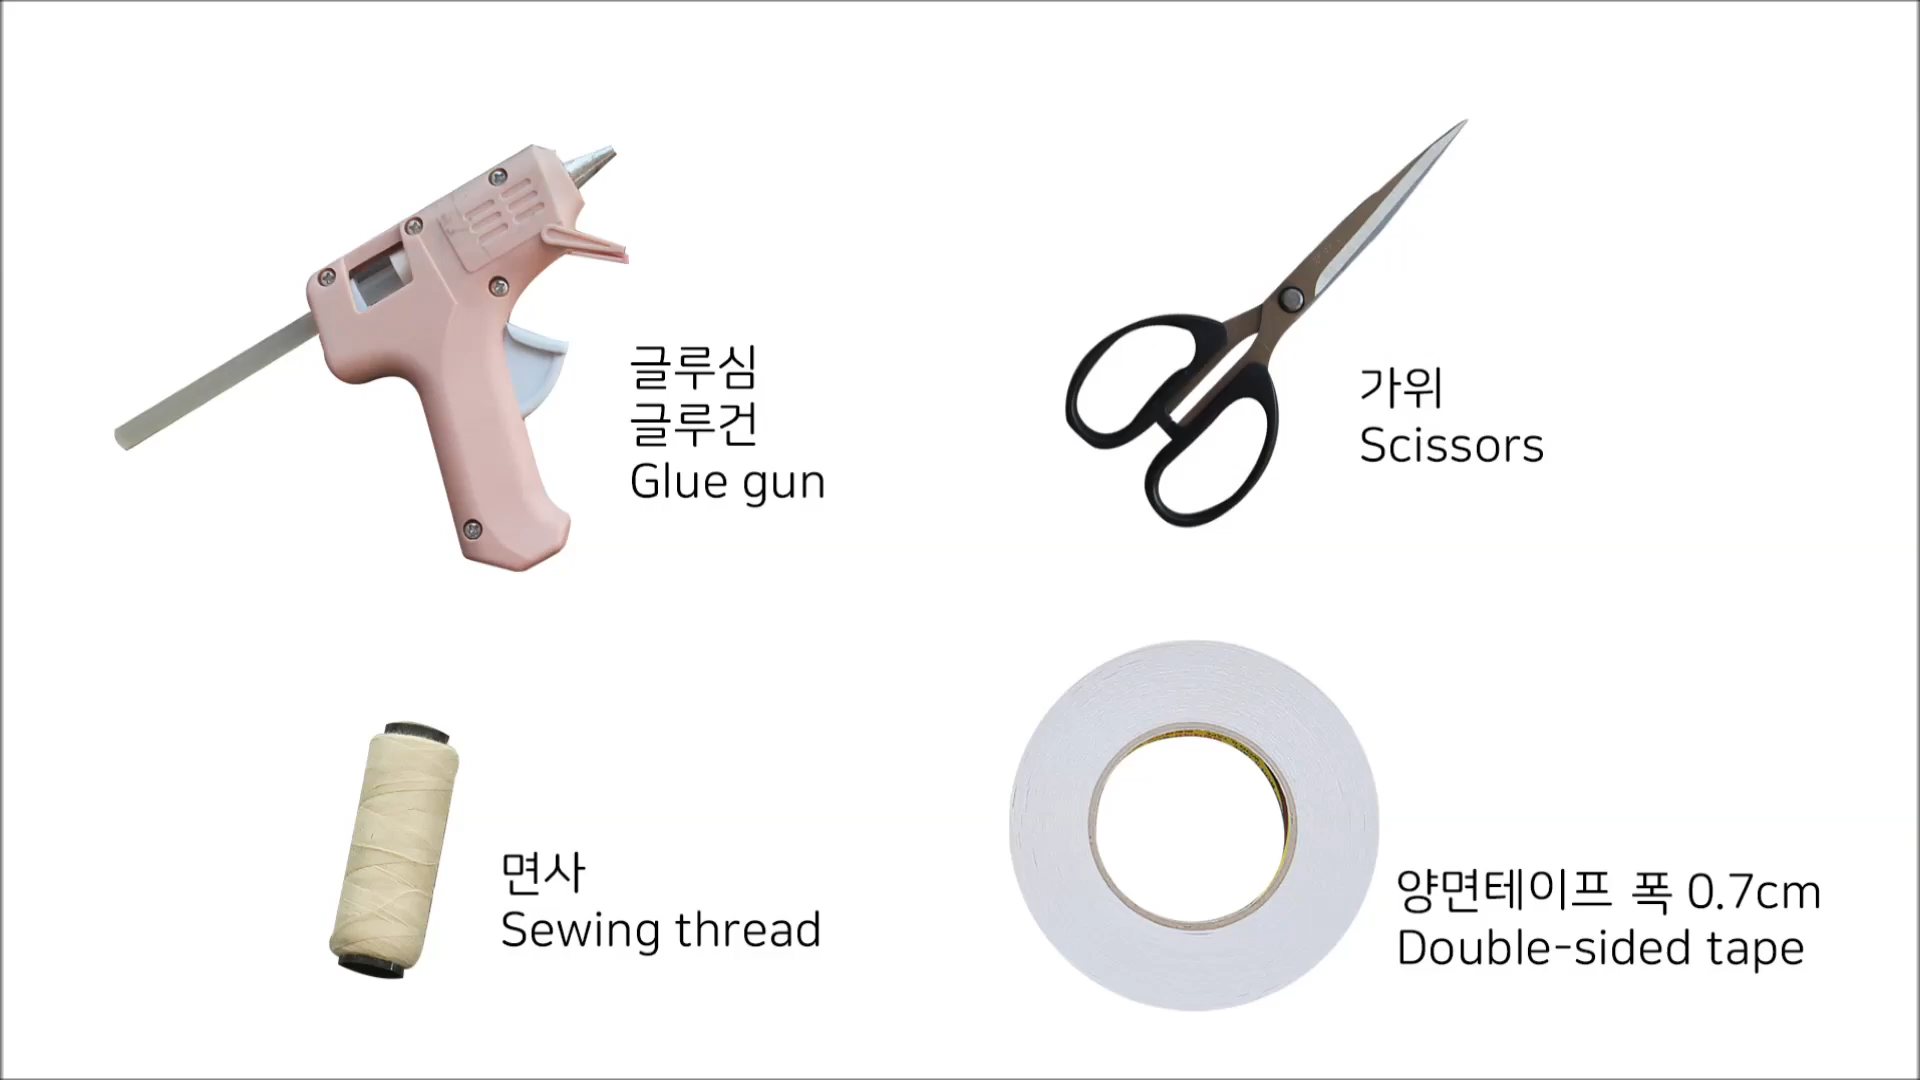 글루심
글루건
Glue gun
가위
Scissors
면사
Sewing thread
양면테이프 폭 0.7cm
Double-sided tape